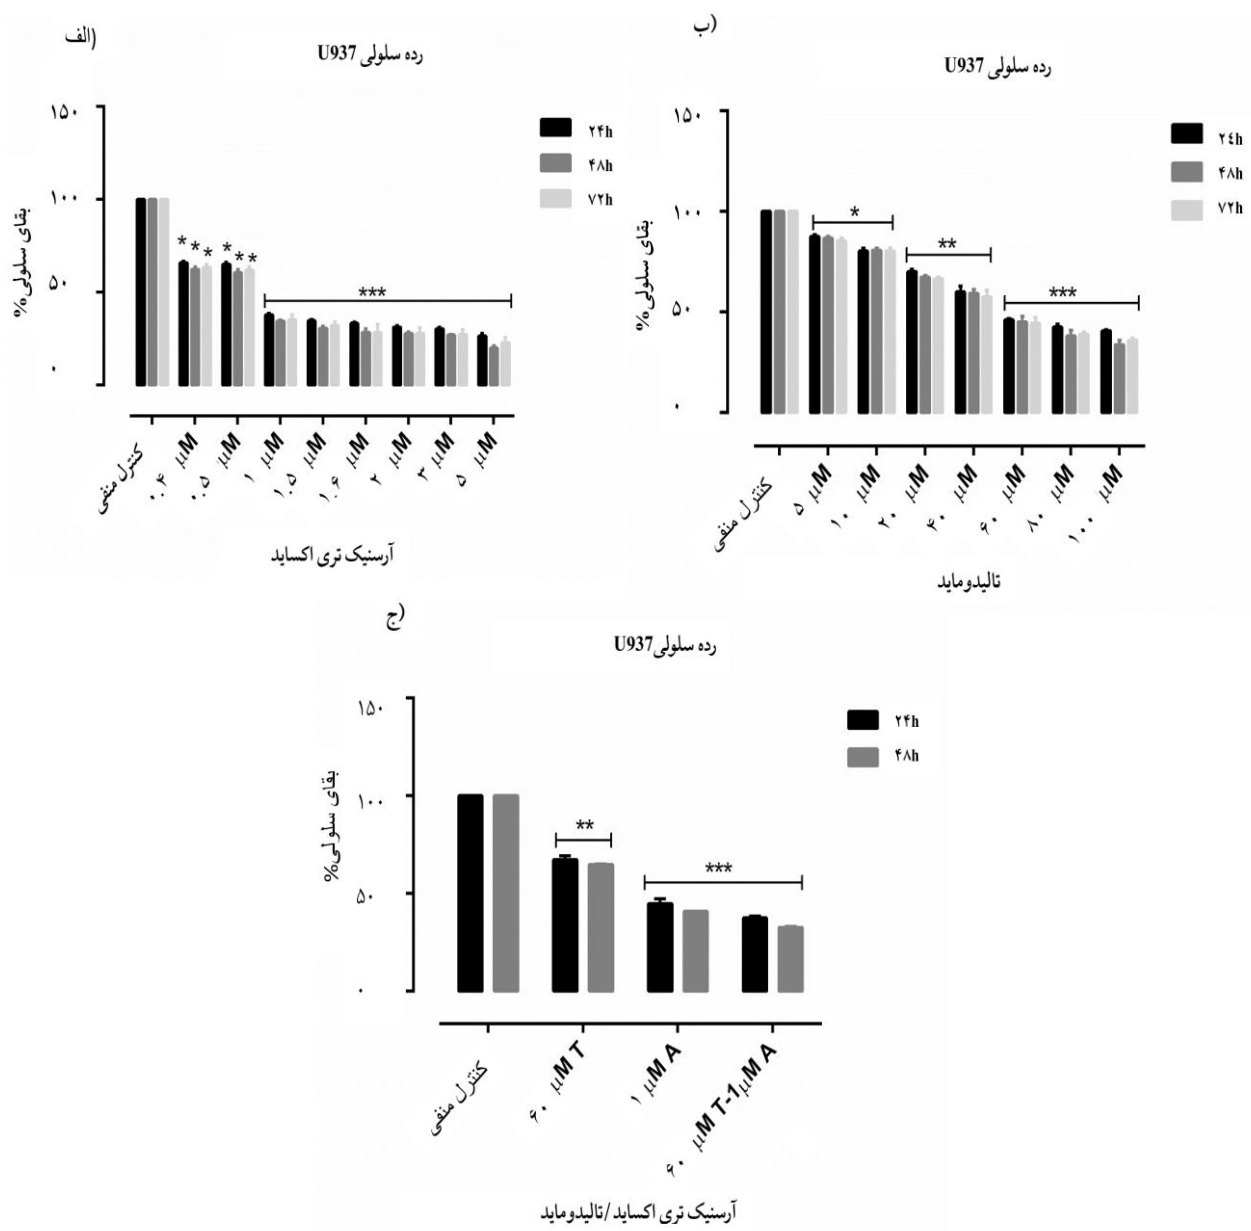 الف)
رده سلولی U937
۱۵۰
۱۰۰
۵۰
۰
بقای سلولی%
۲۴h
۴۸h
۷۲h
* * * * * *
***
کنترل منفی
۰.۴ µM
۰.۵ µM
۱ µM
۱.۵ µM
۱.۶ µM
۲ µM
۳ µM
۵ µM
آرسنیک تری اکساید
ب)
رده سلولی U937
۱۵۰
۱۰۰
۵۰
۰
بقای سلولی%
۲٤h
۴۸h
۷۲h
*
**
***
کنترل منفی
۵ µM
۱۰ µM
۲۰ µM
۴۰ µM
۶۰ µM
۸۰ µM
۱۰۰ µM
تالیدوماید
ج)
رده سلولیU937
۱۵۰
۱۰۰
۵۰
۰
بقای سلولی%
۲۴h
۴۸h
**
***
کنترل منفی
۶۰ µM T
۱ µM A
۶۰ µM T-1µM A
آرسنیک تری اکساید/تالیدوماید